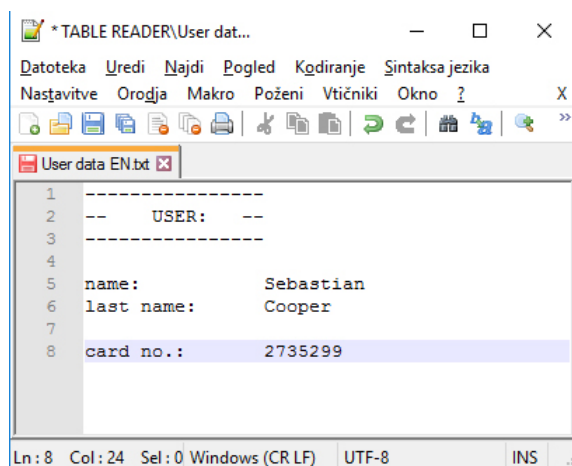 * TABLE READER\User dat...
Datoteka Uredi Najdi Pogled Kodiranje Sintaksa jezika
Nastavitve Orodja Makro Poženi Vtičniki Okno ? X
User data EN.txt
1 ----------------
2 --    USER:   --
3 ----------------
4
5 name:           Sebastian
6 last name:      Cooper
7
8 card no.:       2735299
Ln : 8 Col : 24 Sel : 0 Windows (CR LF) UTF-8 INS